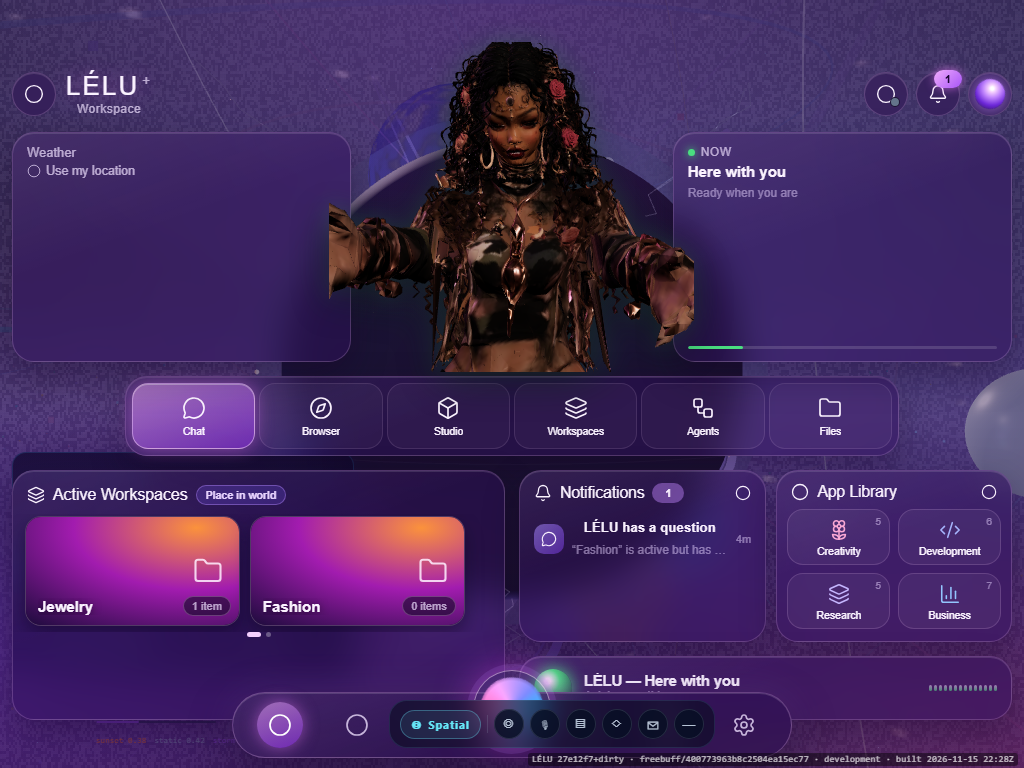 LÉLU+
Workspace
1
Weather
Use my location
NOW
Here with you
Ready when you are
Chat
Browser
Studio
Workspaces
Agents
Files
Active Workspaces
Place in world
Jewelry
1 item
Fashion
0 items
Notifications
1
LÉLU has a question
“Fashion” is active but has …
4m
App Library
Creativity
5
Development
6
Research
5
Business
7
LÉLU — Here with you
Spatial
LÉLU 27e12f7+dirty · freebuff/400773963b8c2504ea15ec77 · development · built 2026-11-15 22:28Z